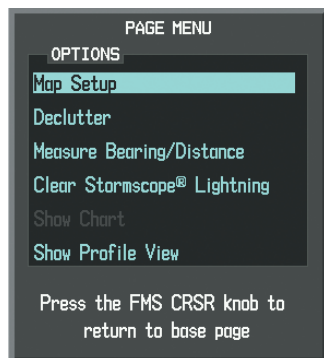 PAGE MENU
OPTIONS
Map Setup
Declutter
Measure Bearing/Distance
Clear Stormscope® Lightning
Show Chart
Show Profile View
Press the FMS CRSR knob to
return to base page